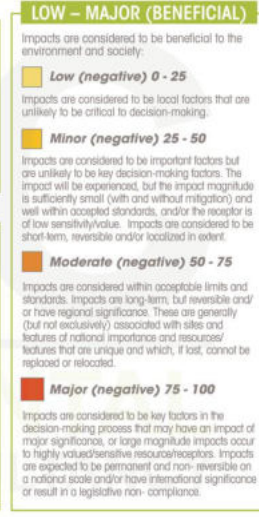 LOW – MAJOR (BENEFICIAL)
Impacts are considered to be beneficial to the
environment and society:
Low (negative) 0 - 25
Impacts are considered to be local factors that are
unlikely to be critical to decision-making.
Minor (negative) 25 - 50
Impacts are considered to be important factors but
are unlikely to be key decision-making factors. The
impact will be experienced, but the impact magnitude
is sufficiently small (with and without mitigation) and
well within accepted standards, and/or the receptor is
of low sensitivity/value. Impacts are considered to be
short-term, reversible and/or localized in extent.
Moderate (negative) 50 - 75
Impacts are considered within acceptable limits and
standards. Impacts are long-term, but reversible and/
or have regional significance. These are generally
(but not exclusively) associated with sites and
features of national importance and resources/
features that are unique and which, if lost, cannot be
replaced or relocated.
Major (negative) 75 - 100
Impacts are considered to be key factors in the
decision-making process that may have an impact of
major significance, or large magnitude impacts occur
to highly valued/sensitive resource/receptors. Impacts
are expected to be permanent and non- reversible on
a national scale and/or have international significance
or result in a legislative non- compliance.